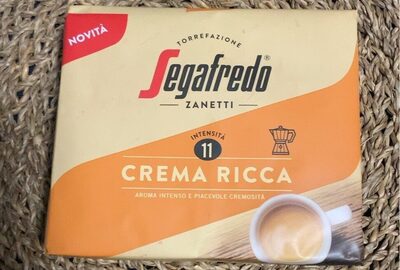 NOVITÀ
TORREFAZIONE
Segafredo®
ZANETTI
INTENSITÀ
11
CREMA RICCA
AROMA INTENSO E PIACEVOLE CREMOSITÀ